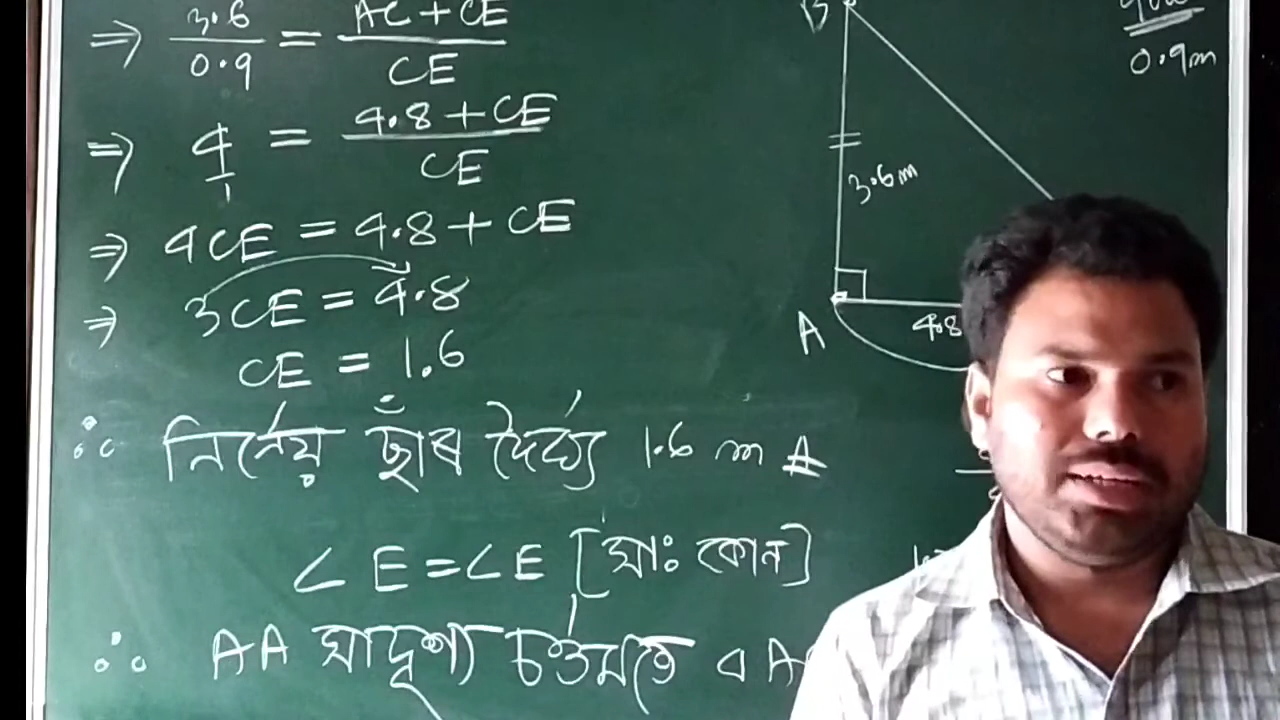 ⇒ 3.6/0.9 = AC + CE/CE
⇒ 4/1 = 4.8 + CE/CE
⇒ 4CE = 4.8 + CE
⇒ 3CE = 4.8
CE = 1.6
∴ নিৰ্ণেয় ছাঁৰ দৈৰ্ঘ্য 1.6 m
∠E = ∠E [সাঃ কোন]
∴ AA সাদৃশ্য চৰ্তমতে
B
3.6m
A
4.8
0.9m